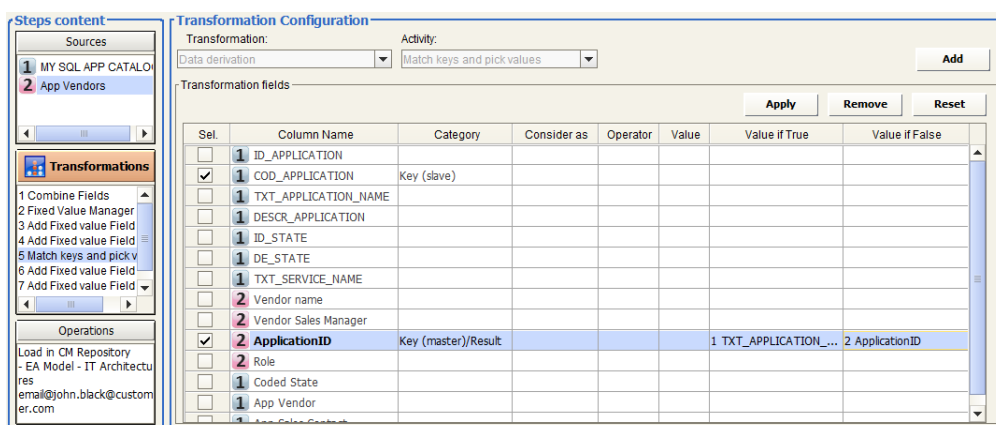 Steps content
Sources
1 MY SQL APP CATALO
2 App Vendors
Transformations
1 Combine Fields
2 Fixed Value Manager
3 Add Fixed value Field
4 Add Fixed value Field
5 Match keys and pick v
6 Add Fixed value Field
7 Add Fixed value Field
Operations
Load in CM Repository
- EA Model - IT Architectu
res
email@john.black@custom
er.com
Transformation Configuration
Transformation: Activity:
Data derivation Match keys and pick values Add
Transformation fields
Apply Remove Reset
Sel. Column Name Category Consider as Operator Value Value if True Value if False
1 ID_APPLICATION
1 COD_APPLICATION Key (slave)
1 TXT_APPLICATION_NAME
1 DESCR_APPLICATION
1 ID_STATE
1 DE_STATE
1 TXT_SERVICE_NAME
2 Vendor name
2 Vendor Sales Manager
2 ApplicationID Key (master)/Result 1 TXT_APPLICATION_... 2 ApplicationID
2 Role
1 Coded State
1 App Vendor
1 App Sales Contact